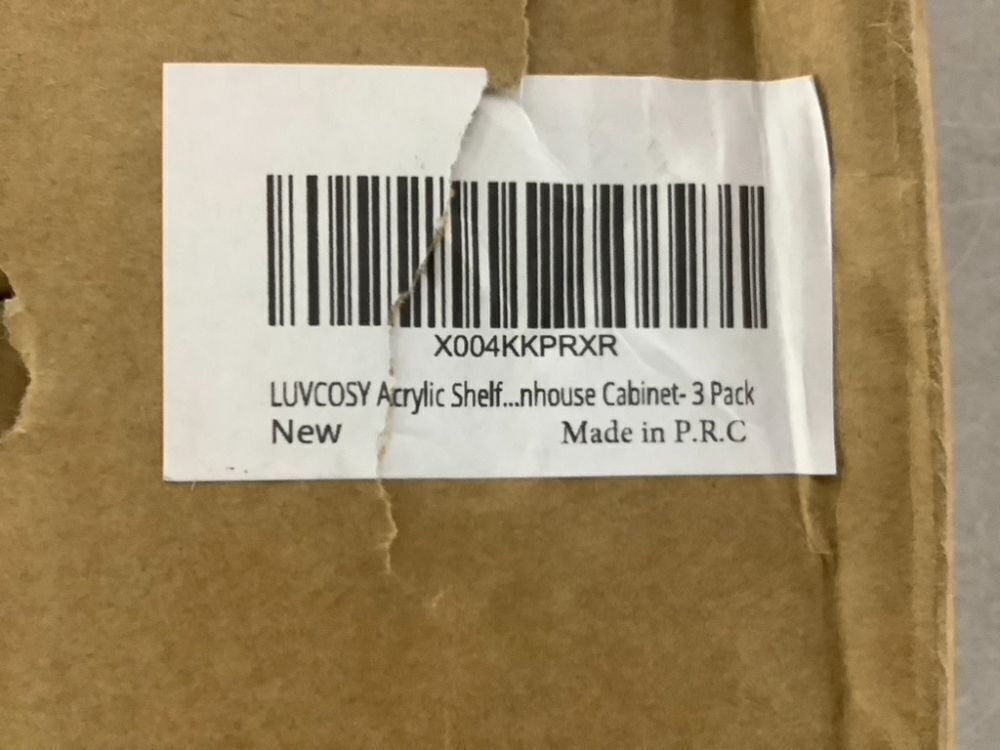 X004KKPRXR
LUVCOSY Acrylic Shelf...nhouse Cabinet- 3 Pack
New Made in P.R.C